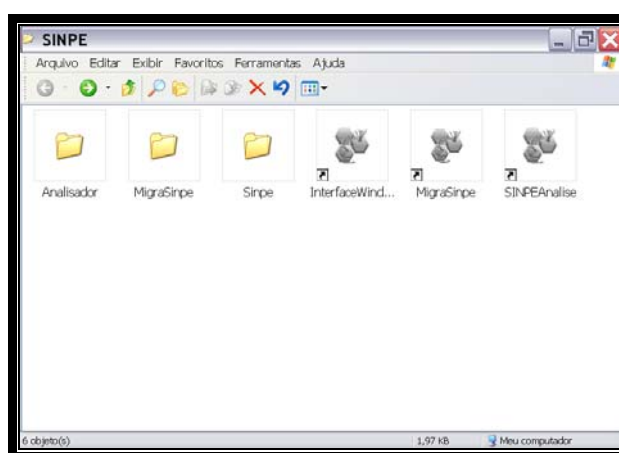 SINPE
Arquivo Editar Exibir Favoritos Ferramentas Ajuda
Analisador MigraSinpe Sinpe InterfaceWind... MigraSinpe SINPEAnalise
6 objeto(s) 1,97 KB Meu computador